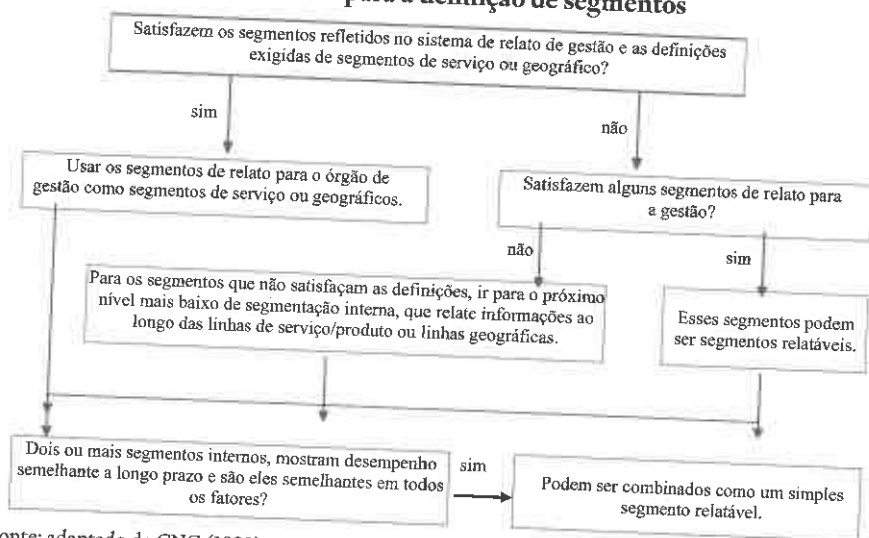 para a definição de segmentos
Satisfazem os segmentos refletidos no sistema de relato de gestão e as definições
exigidas de segmentos de serviço ou geográfico?
sim
não
Usar os segmentos de relato para o órgão de
gestão como segmentos de serviço ou geográficos.
Satisfazem alguns segmentos de relato para
a gestão?
não
sim
Para os segmentos que não satisfaçam as definições, ir para o próximo
nível mais baixo de segmentação interna, que relate informações ao
longo das linhas de serviço/produto ou linhas geográficas.
Esses segmentos podem
ser segmentos relatáveis.
Dois ou mais segmentos internos, mostram desempenho
semelhante a longo prazo e são eles semelhantes em todos
os fatores?
sim
Podem ser combinados como um simples
segmento relatável.
adaptado